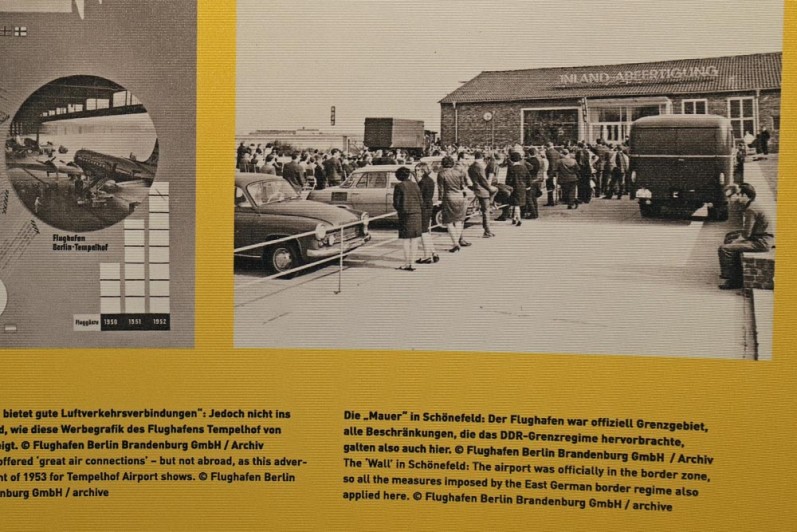 INLAND-ABFERTIGUNG
Flughafen
Berlin-Tempelhof
Fluggäste 1950 1951 1952
bietet gute Luftverkehrsverbindungen“: Jedoch nicht ins
wie diese Werbegrafik des Flughafens Tempelhof von
© Flughafen Berlin Brandenburg GmbH / Archiv
offered ‘great air connections’ – but not abroad, as this adver-
of 1953 for Tempelhof Airport shows. © Flughafen Berlin
GmbH / archive
Die „Mauer“ in Schönefeld: Der Flughafen war offiziell Grenzgebiet,
alle Beschränkungen, die das DDR-Grenzregime hervorbrachte,
galten also auch hier. © Flughafen Berlin Brandenburg GmbH / Archiv
The ‘Wall’ in Schönefeld: The airport was officially in the border zone,
so all the measures imposed by the East German border regime also
applied here. © Flughafen Berlin Brandenburg GmbH / archive